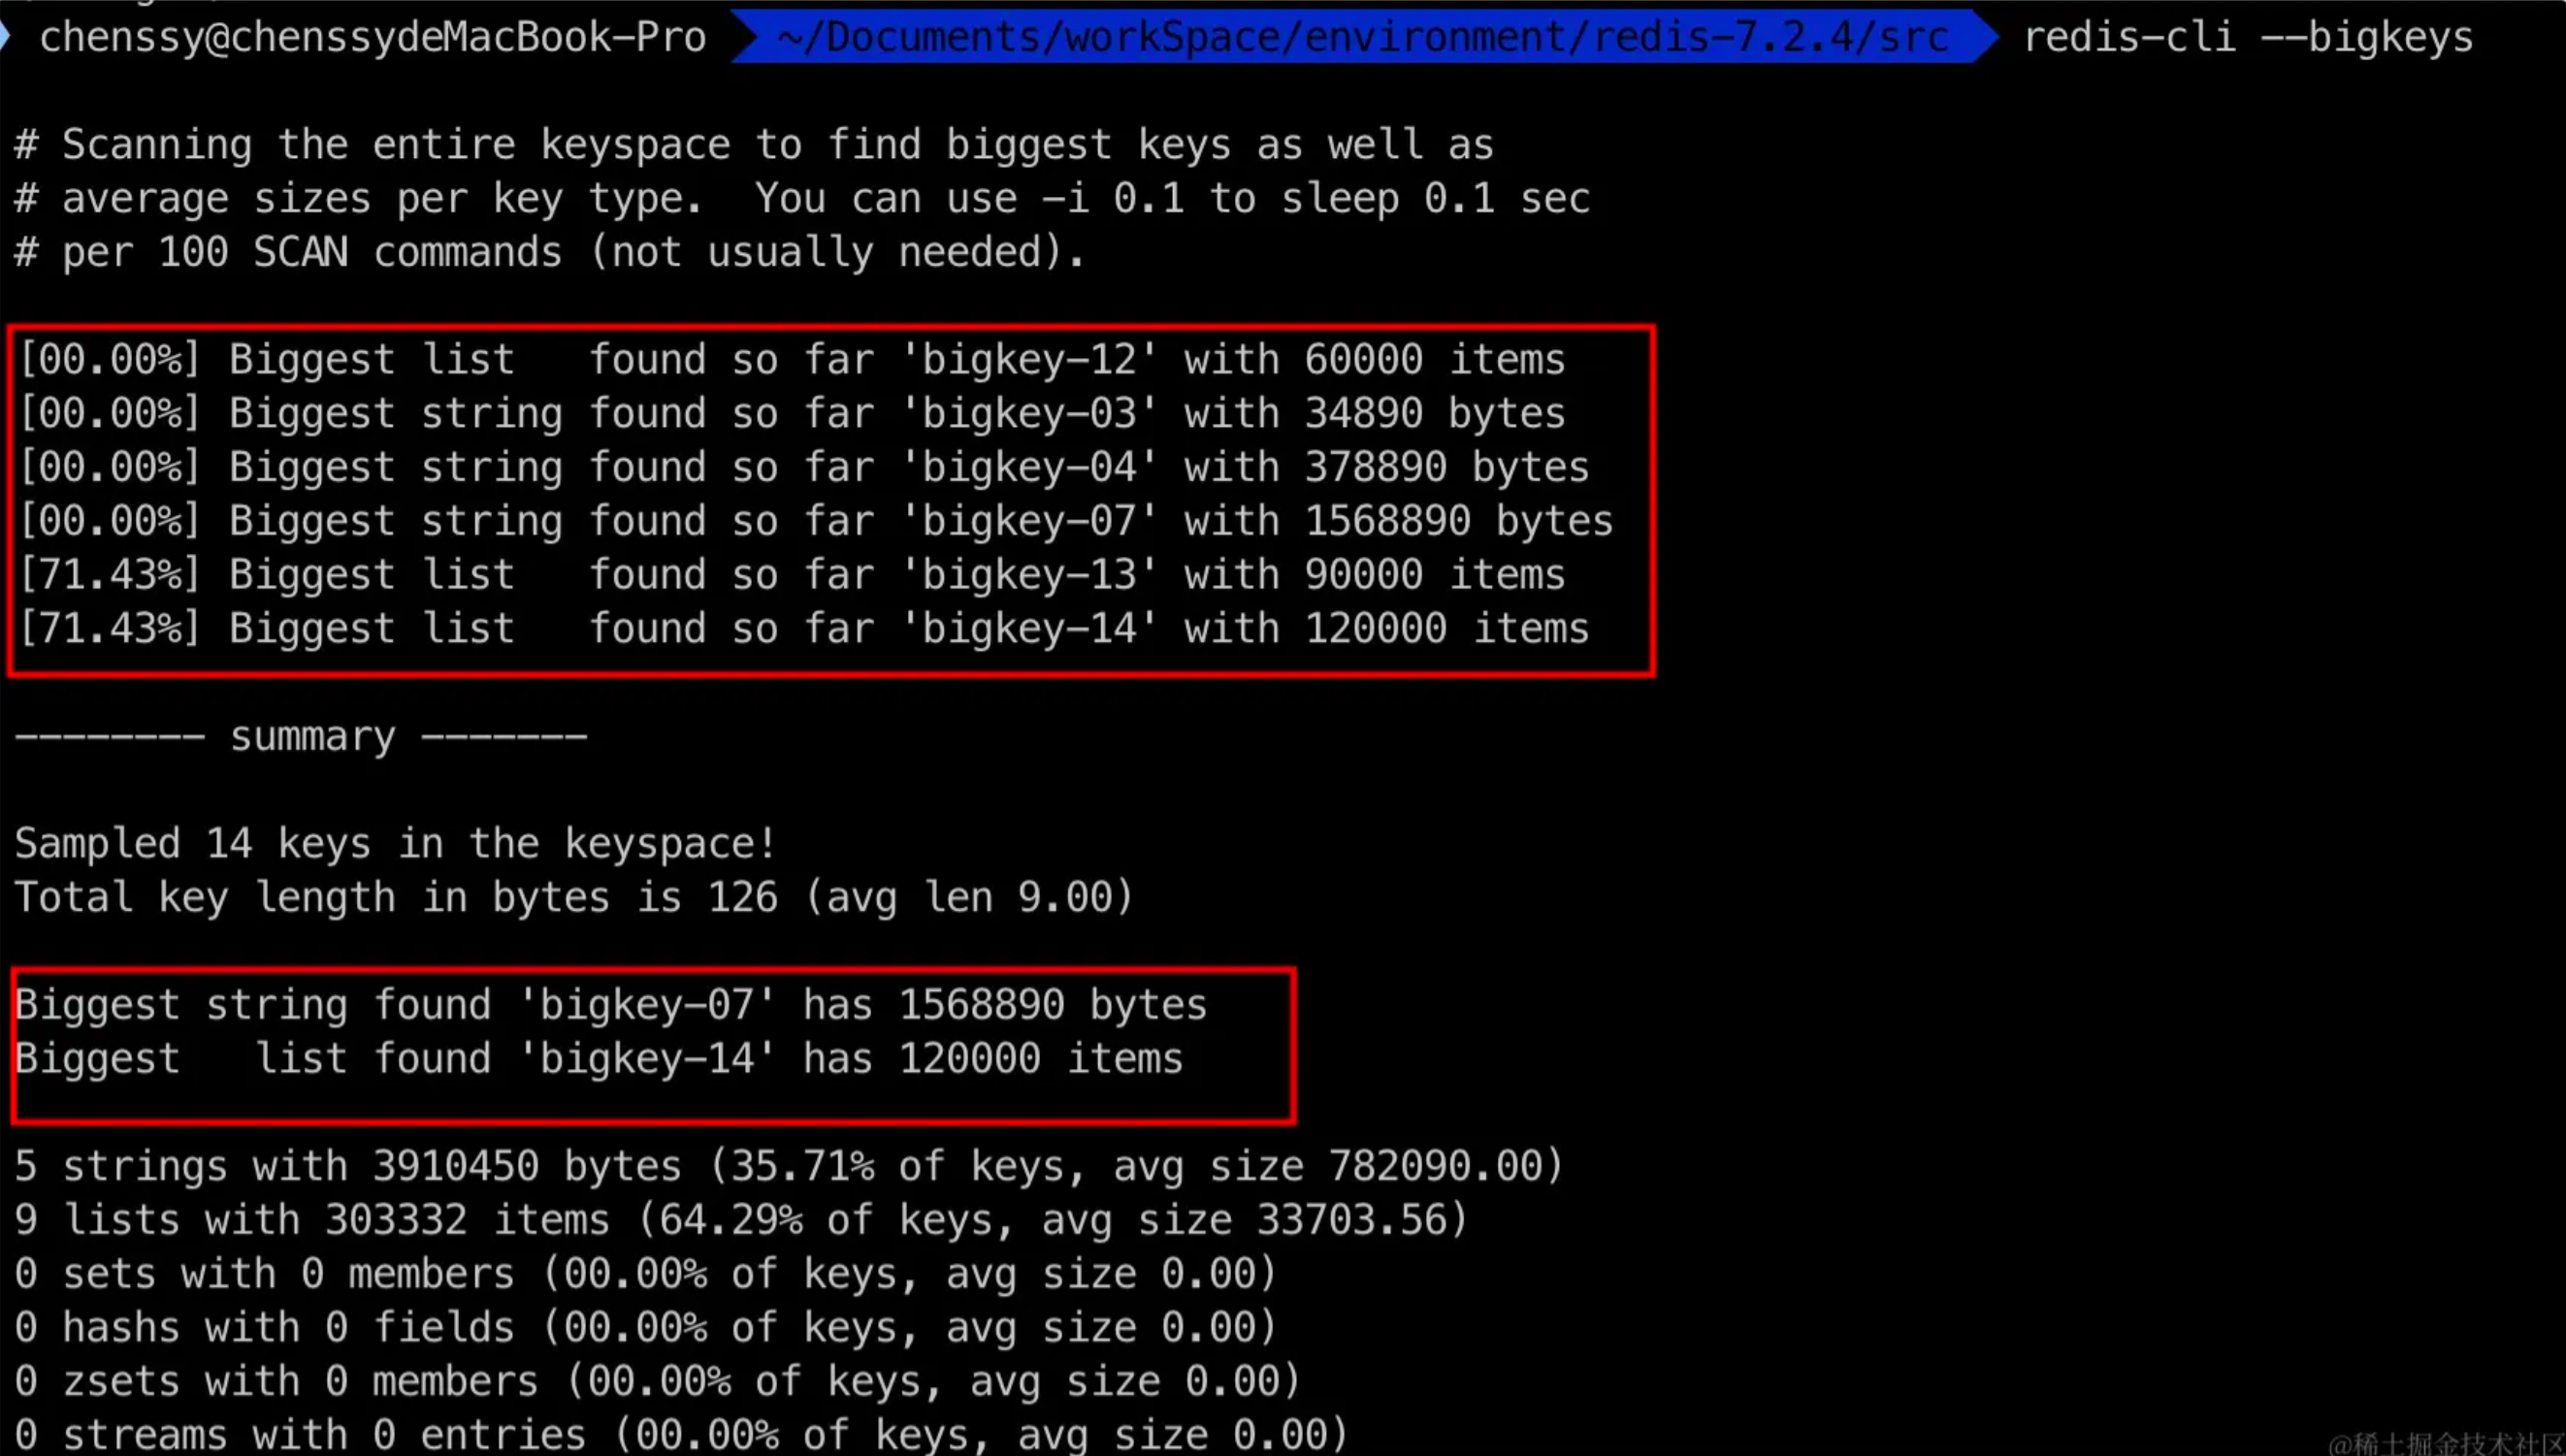 chenssy@chenssydeMacBook-Pro ~/Documents/workSpace/environment/redis-7.2.4/src redis-cli --bigkeys
# Scanning the entire keyspace to find biggest keys as well as
# average sizes per key type.  You can use -i 0.1 to sleep 0.1 sec
# per 100 SCAN commands (not usually needed).
[00.00%] Biggest list   found so far 'bigkey-12' with 60000 items
[00.00%] Biggest string found so far 'bigkey-03' with 34890 bytes
[00.00%] Biggest string found so far 'bigkey-04' with 378890 bytes
[00.00%] Biggest string found so far 'bigkey-07' with 1568890 bytes
[71.43%] Biggest list   found so far 'bigkey-13' with 90000 items
[71.43%] Biggest list   found so far 'bigkey-14' with 120000 items
-------- summary -------
Sampled 14 keys in the keyspace!
Total key length in bytes is 126 (avg len 9.00)
Biggest string found 'bigkey-07' has 1568890 bytes
Biggest   list found 'bigkey-14' has 120000 items
5 strings with 3910450 bytes (35.71% of keys, avg size 782090.00)
9 lists with 303332 items (64.29% of keys, avg size 33703.56)
0 sets with 0 members (00.00% of keys, avg size 0.00)
0 hashs with 0 fields (00.00% of keys, avg size 0.00)
0 zsets with 0 members (00.00% of keys, avg size 0.00)
0 streams with 0 entries (00.00% of keys, avg size 0.00)
@稀土掘金技术社区